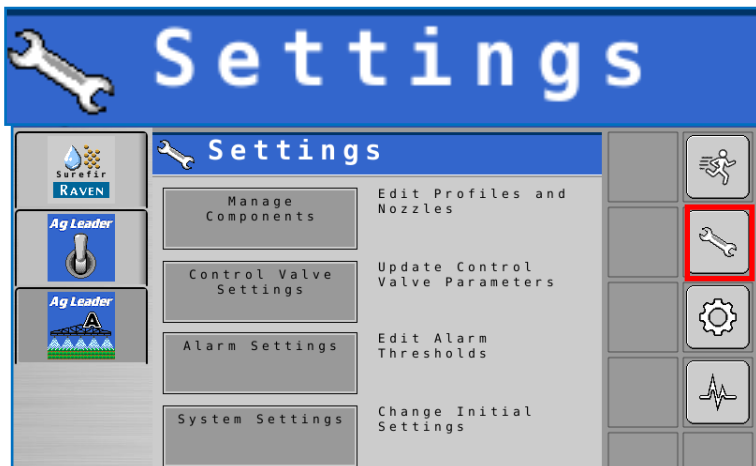 Settings
Settings
Surefir
RAVEN
Ag Leader
Ag Leader
A
Manage
Components
Edit Profiles and
Nozzles
Control Valve
Settings
Update Control
Valve Parameters
Alarm Settings
Edit Alarm
Thresholds
System Settings
Change Initial
Settings